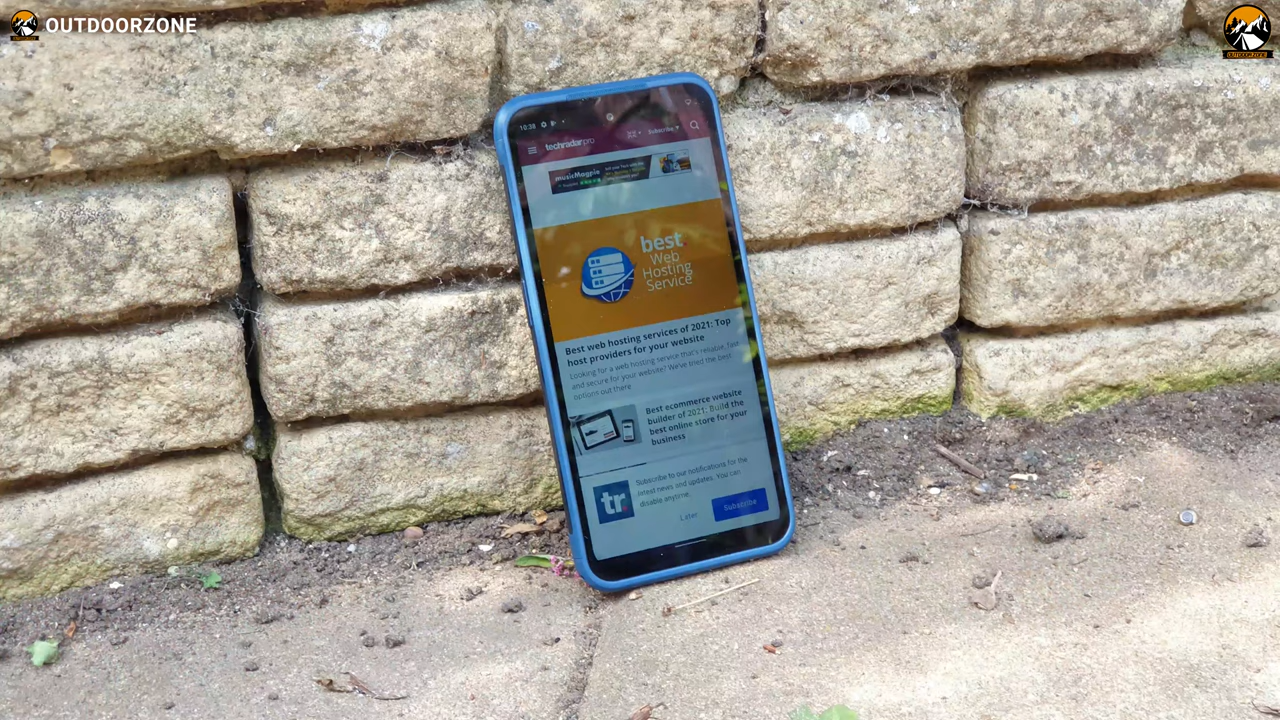 OUTDOORZONE
OUTDOORZONE
10:38
techradar.pro
Subscribe
musicMagpie
best.
Web
Hosting
Service
Best web hosting services of 2021: Top
host providers for your website
Looking for a web hosting service that's reliable, fast
and secure for your website? We've tried the best
options out there
Best ecommerce website
builder of 2021: Build the
best online store for your
business
Subscribe to our notifications for the
latest news and updates. You can
disable anytime.
tr.
Later
Subscribe